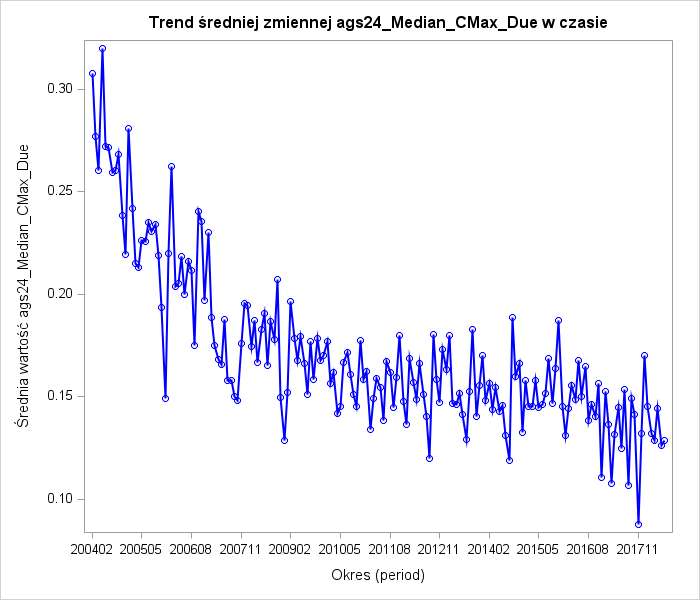 Trend średniej zmiennej ags24_Median_CMax_Due w czasie
Średnia wartość ags24_Median_CMax_Due
0.30
0.25
0.20
0.15
0.10
200402 200505 200608 200711 200902 201005 201108 201211 201402 201505 201608 201711
Okres (period)